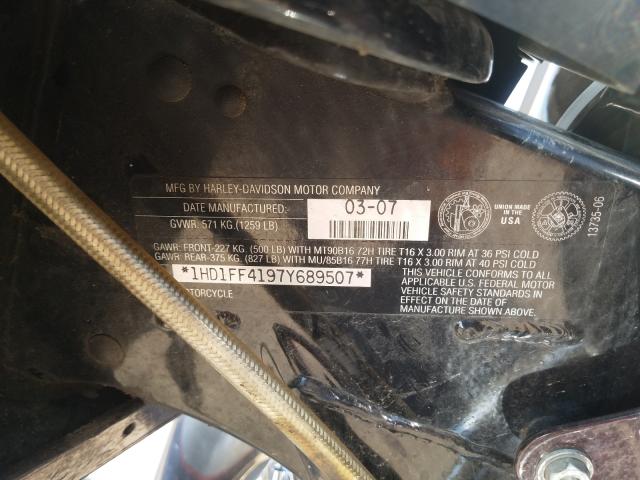 MFG BY HARLEY-DAVIDSON MOTOR COMPANY
DATE MANUFACTURED:- 03-07
GVWR: 571 KG.(1259 LB)
UNION MADE
IN THE U.S.A.
13735-06
GAWR: FRONT-227 KG. (500 LB) WITH MT90B16 72H TIRE T16 X 3.00 RIM AT 36 PSI COLD
GAWR: REAR-375 KG. (827 LB) WITH MU/85B16 77H TIRE T16 X 3.00 RIM AT 40 PSI COLD
*1HD1FF4197Y689507*
THIS VEHICLE CONFORMS TO ALL
APPLICABLE U.S. FEDERAL MOTOR
VEHICLE SAFETY STANDARDS IN
EFFECT ON THE DATE OF
MANUFACTURE SHOWN ABOVE.